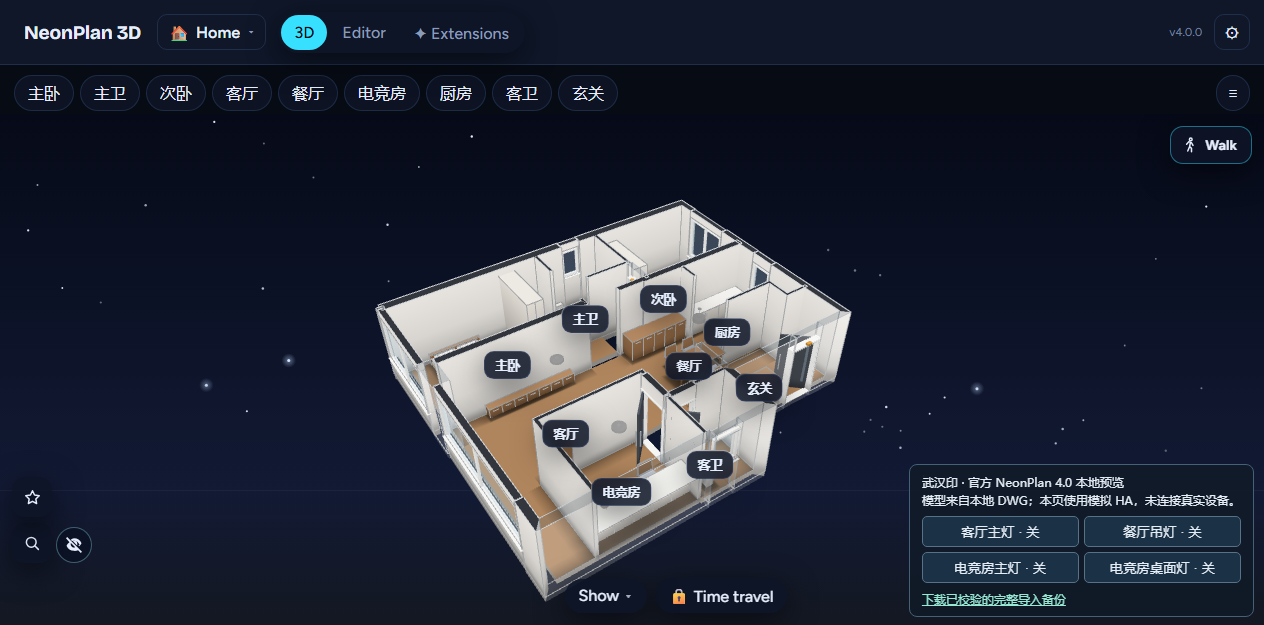 NeonPlan 3D
Home
3D
Editor
Extensions
v4.0.0
主卧
主卫
次卧
客厅
餐厅
电竞房
厨房
客卫
玄关
Walk
次卧
主卫
厨房
主卧
餐厅
玄关
客厅
客卫
电竞房
武汉印 · 官方 NeonPlan 4.0 本地预览
模型来自本地 DWG；本页使用模拟 HA，未连接真实设备。
客厅主灯 · 关
餐厅吊灯 · 关
电竞房主灯 · 关
电竞房桌面灯 · 关
下载已校验的完整导入备份
Show
Time travel